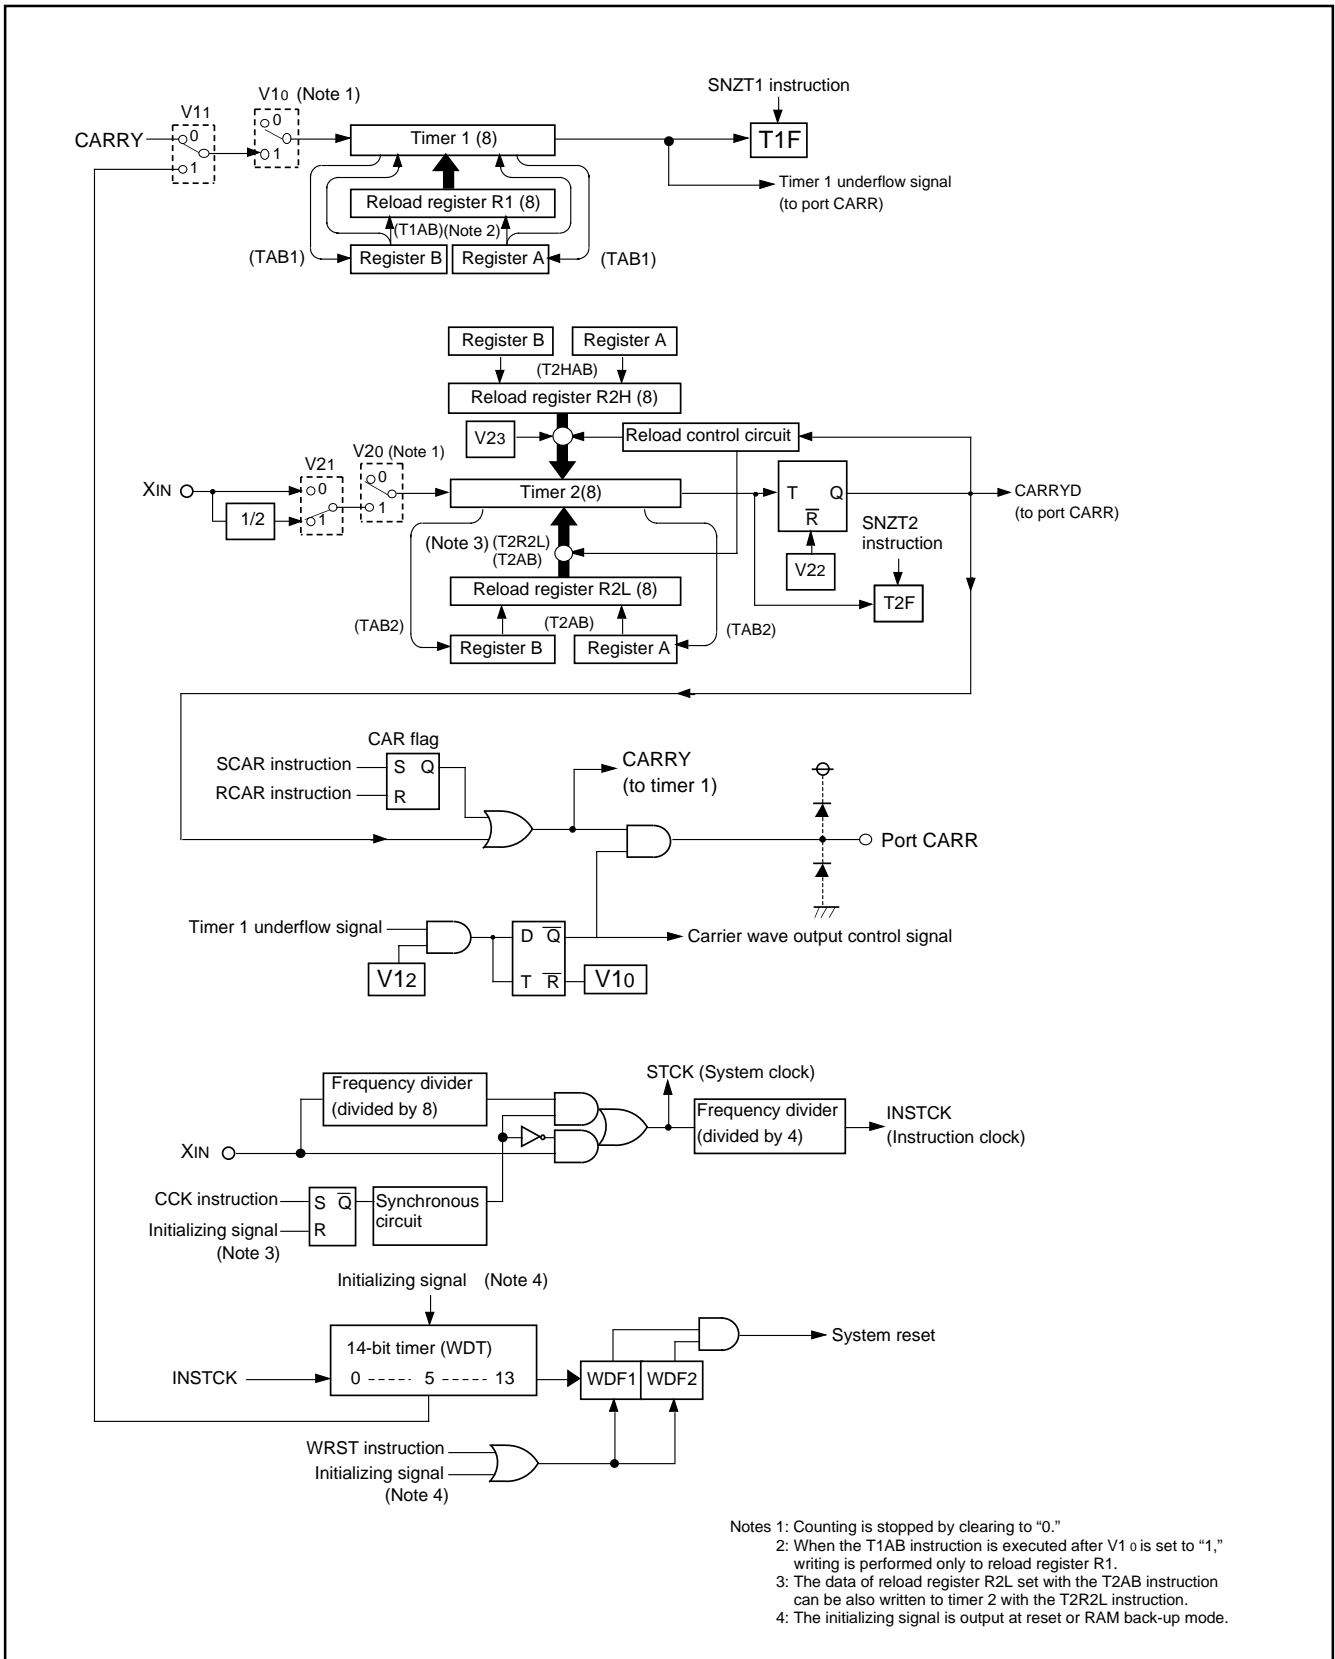 SNZT1 instruction
V10 (Note 1)
V11
0
CARRY
0
1
1
Timer 1 (8)
T1F
Timer 1 underflow signal
(to port CARR)
Reload register R1 (8)
(T1AB)(Note 2)
(TAB1)
Register B
Register A
(TAB1)
Register B
Register A
(T2HAB)
Reload register R2H (8)
V23
Reload control circuit
V20 (Note 1)
V21
XIN
0
0
1
1
1/2
Timer 2(8)
T Q
R
CARRYD
(to port CARR)
SNZT2
instruction
V22
T2F
(Note 3) (T2R2L)
(T2AB)
Reload register R2L (8)
(TAB2)
(T2AB)
(TAB2)
Register B
Register A
CAR flag
SCAR instruction
S Q
RCAR instruction
R
CARRY
(to timer 1)
Port CARR
Timer 1 underflow signal
D Q
Carrier wave output control signal
V12
T R
V10
STCK (System clock)
Frequency divider
(divided by 8)
Frequency divider
(divided by 4)
INSTCK
(Instruction clock)
XIN
CCK instruction
S Q
Synchronous
circuit
Initializing signal
R
(Note 3)
Initializing signal (Note 4)
14-bit timer (WDT)
INSTCK
0 ----- 5 ----- 13
WDF1
WDF2
System reset
WRST instruction
Initializing signal
(Note 4)
Notes 1: Counting is stopped by clearing to “0.”
2: When the T1AB instruction is executed after V1 0 is set to “1,”
writing is performed only to reload register R1.
3: The data of reload register R2L set with the T2AB instruction
can be also written to timer 2 with the T2R2L instruction.
4: The initializing signal is output at reset or RAM back-up mode.